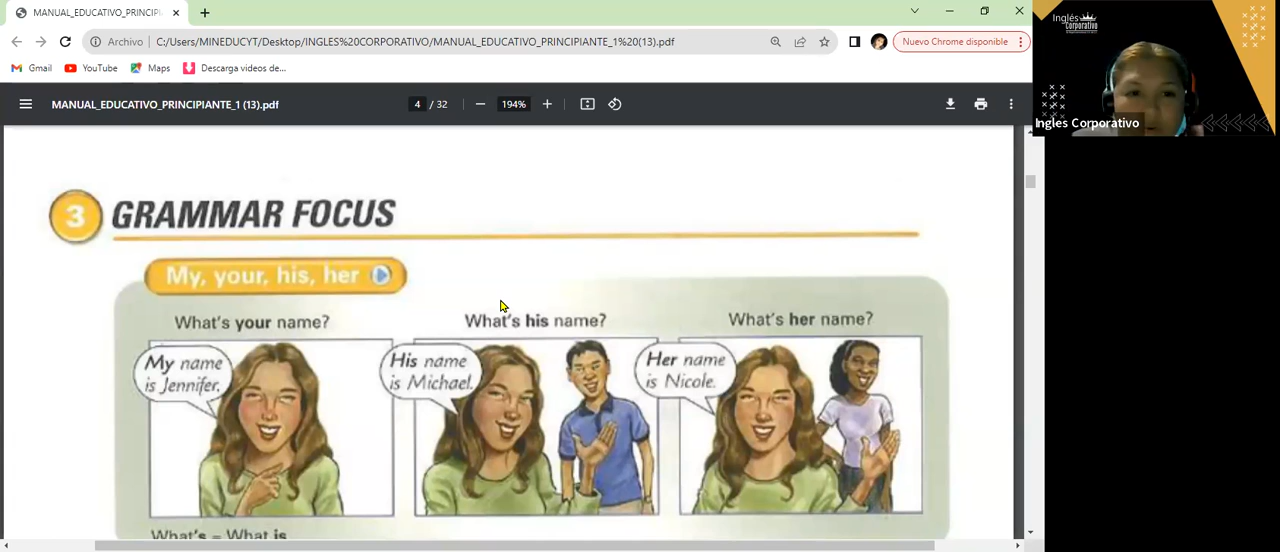 MANUAL_EDUCATIVO_PRINCIPI
Archivo
C:/Users/MINEDUCYT/Desktop/INGLES%20CORPORATIVO/MANUAL_EDUCATIVO_PRINCIPIANTE_1%20(13).pdf
Nuevo Chrome disponible
Gmail
YouTube
Maps
Descarga videos de...
MANUAL_EDUCATIVO_PRINCIPIANTE_1 (13).pdf
4 / 32
194%
Inglés
Corporativo
Ingles Corporativo
3 GRAMMAR FOCUS
My, your, his, her
What's your name?
My name
is Jennifer.
What's his name?
His name
is Michael.
What's her name?
Her name
is Nicole.
What's = What is